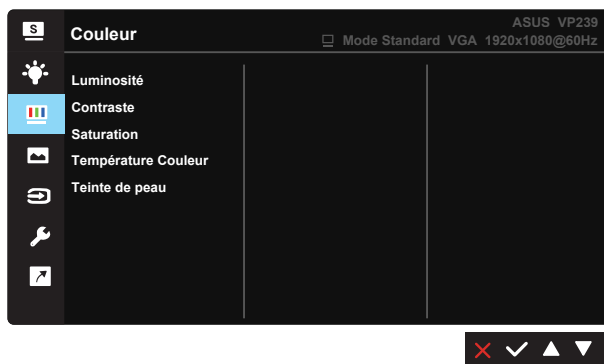 S
Couleur
ASUS VP239
Mode Standard VGA 1920x1080@60Hz
Luminosité
Contraste
Saturation
Température Couleur
Teinte de peau